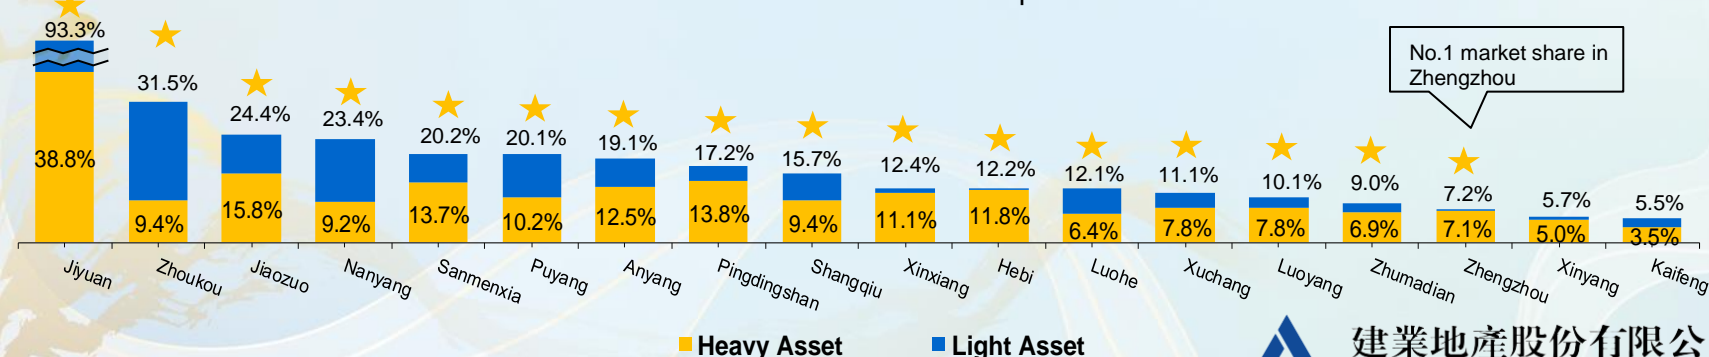 93.3%
31.5%
24.4%
23.4%
20.2%
20.1%
19.1%
17.2%
15.7%
12.4%
12.2%
12.1%
11.1%
10.1%
9.0%
7.2%
5.7%
5.5%
No.1 market share in
Zhengzhou
38.8%
9.4%
15.8%
9.2%
13.7%
10.2%
12.5%
13.8%
9.4%
11.1%
11.8%
6.4%
7.8%
7.8%
6.9%
7.1%
5.0%
3.5%
Jiyuan
Zhoukou
Jiaozuo
Nanyang
Sanmenxia
Puyang
Anyang
Pingdingshan
Shangqiu
Xinxiang
Hebi
Luohe
Xuchang
Luoyang
Zhumadian
Zhengzhou
Xinyang
Kaifeng
Heavy Asset
Light Asset
建業地產股份有限公